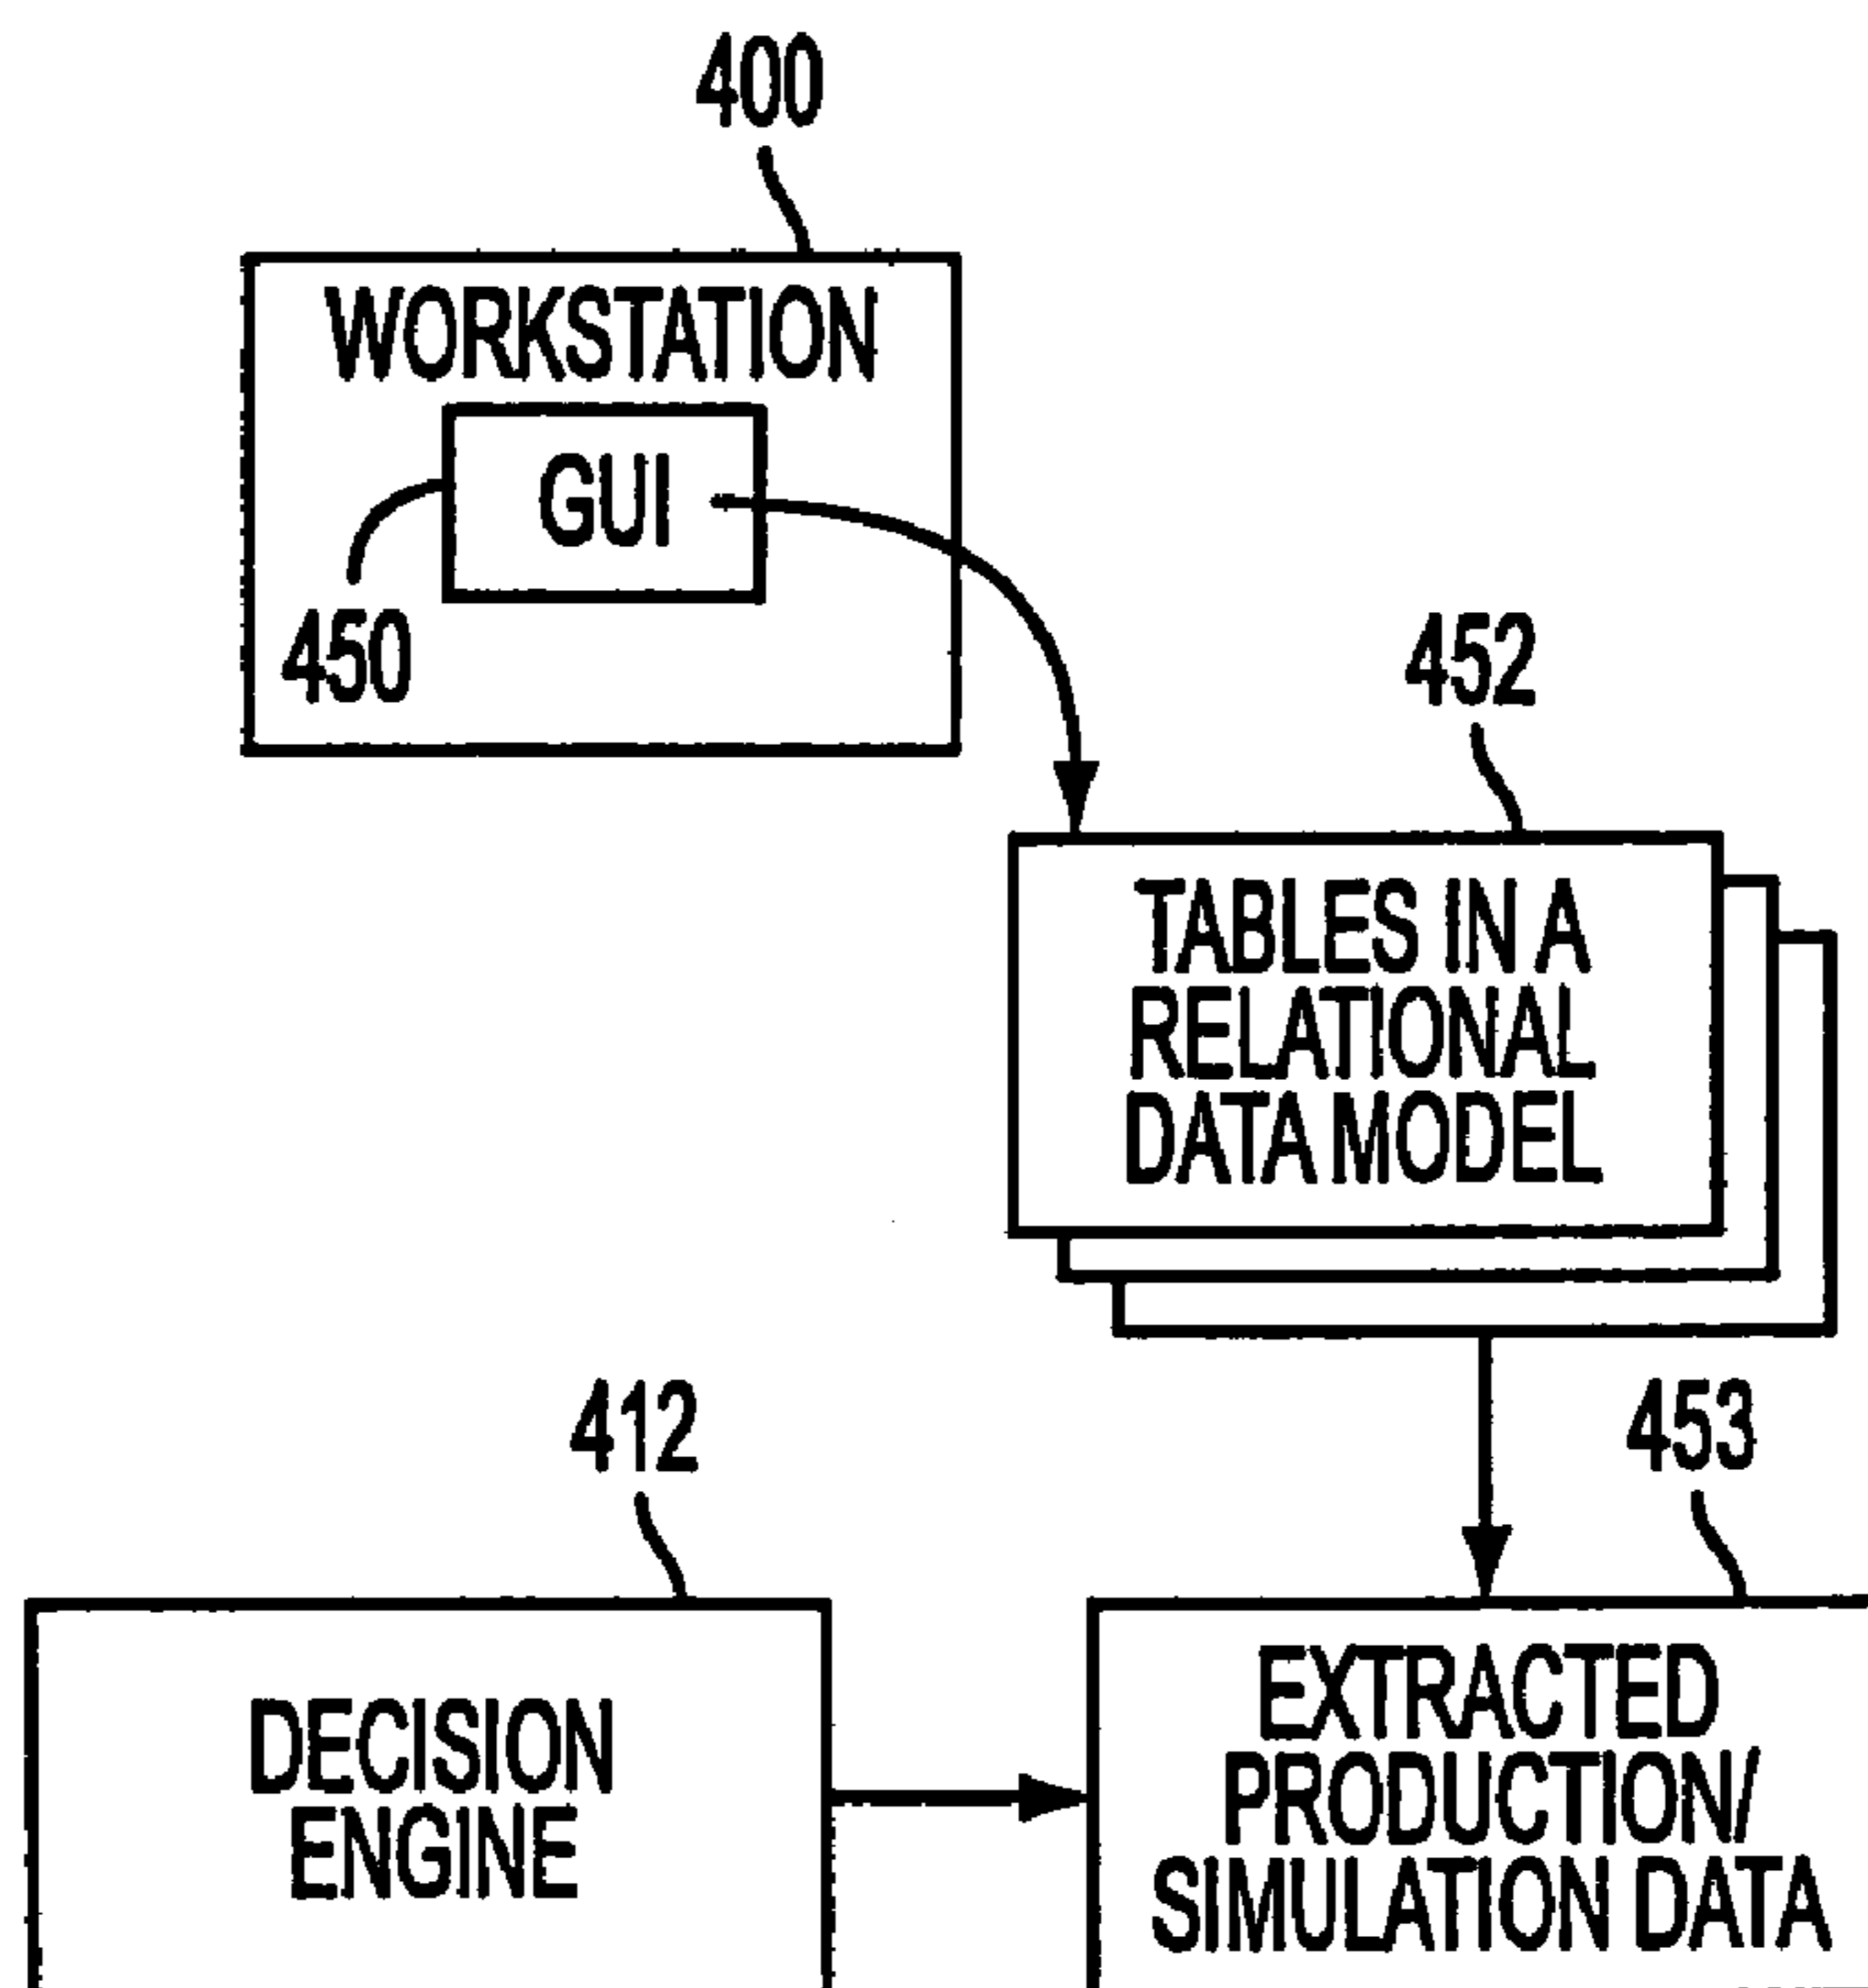 400
WORKSTATION
GUI
450
452
TABLES IN A
RELATIONAL
DATA MODEL
412
453
DECISION
ENGINE
EXTRACTED
PRODUCTION/
SIMULATION DATA